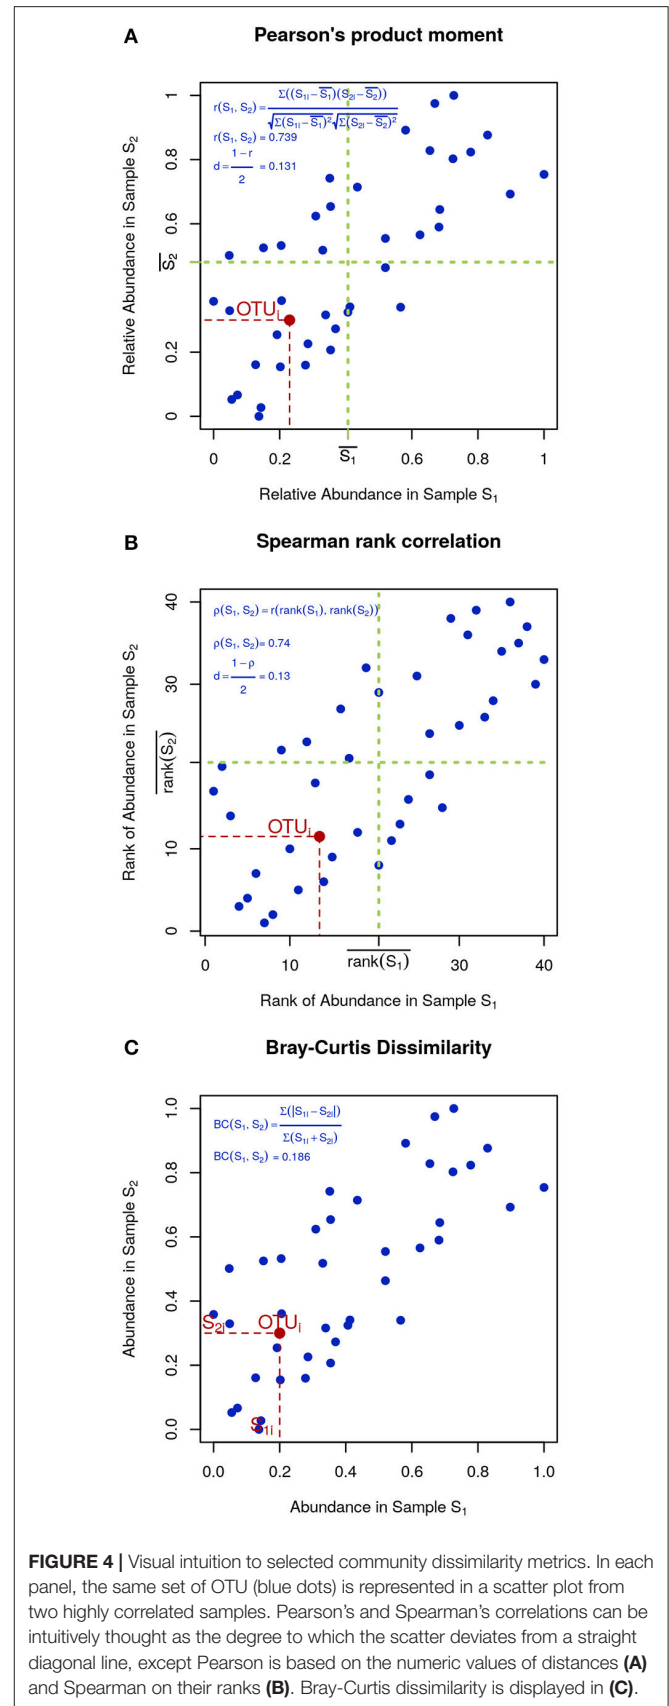 A
Pearson's product moment
r(S1, S2) = Σ((S1i − S1)(S2i − S2))
√Σ(S1i − S1)2 √Σ(S2i − S2)2
r(S1, S2) = 0.739
d = 1 − r
2
= 0.131
Relative Abundance in Sample S2
1
0.8
0.6
S2
0.2
0
OTUi
0 0.2 S1 0.6 0.8 1
Relative Abundance in Sample S1
B
Spearman rank correlation
ρ(S1, S2) = r(rank(S1), rank(S2))
ρ(S1, S2) = 0.74
d = 1 − ρ
2
= 0.13
Rank of Abundance in Sample S2
40
30
rank(S2)
10
0
OTUi
0 10 rank(S1) 30 40
Rank of Abundance in Sample S1
C
Bray-Curtis Dissimilarity
BC(S1, S2) = Σ(|S1i − S2i|)
Σ(S1i + S2i)
BC(S1, S2) = 0.186
Abundance in Sample S2
1.0
0.8
0.6
0.4
0.2
0.0
S2i OTUi
S1i
0.0 0.2 0.4 0.6 0.8 1.0
Abundance in Sample S1
FIGURE 4 | Visual intuition to selected community dissimilarity metrics. In each
panel, the same set of OTU (blue dots) is represented in a scatter plot from
two highly correlated samples. Pearson's and Spearman's correlations can be
intuitively thought as the degree to which the scatter deviates from a straight
diagonal line, except Pearson is based on the numeric values of distances (A)
and Spearman on their ranks (B). Bray-Curtis dissimilarity is displayed in (C).